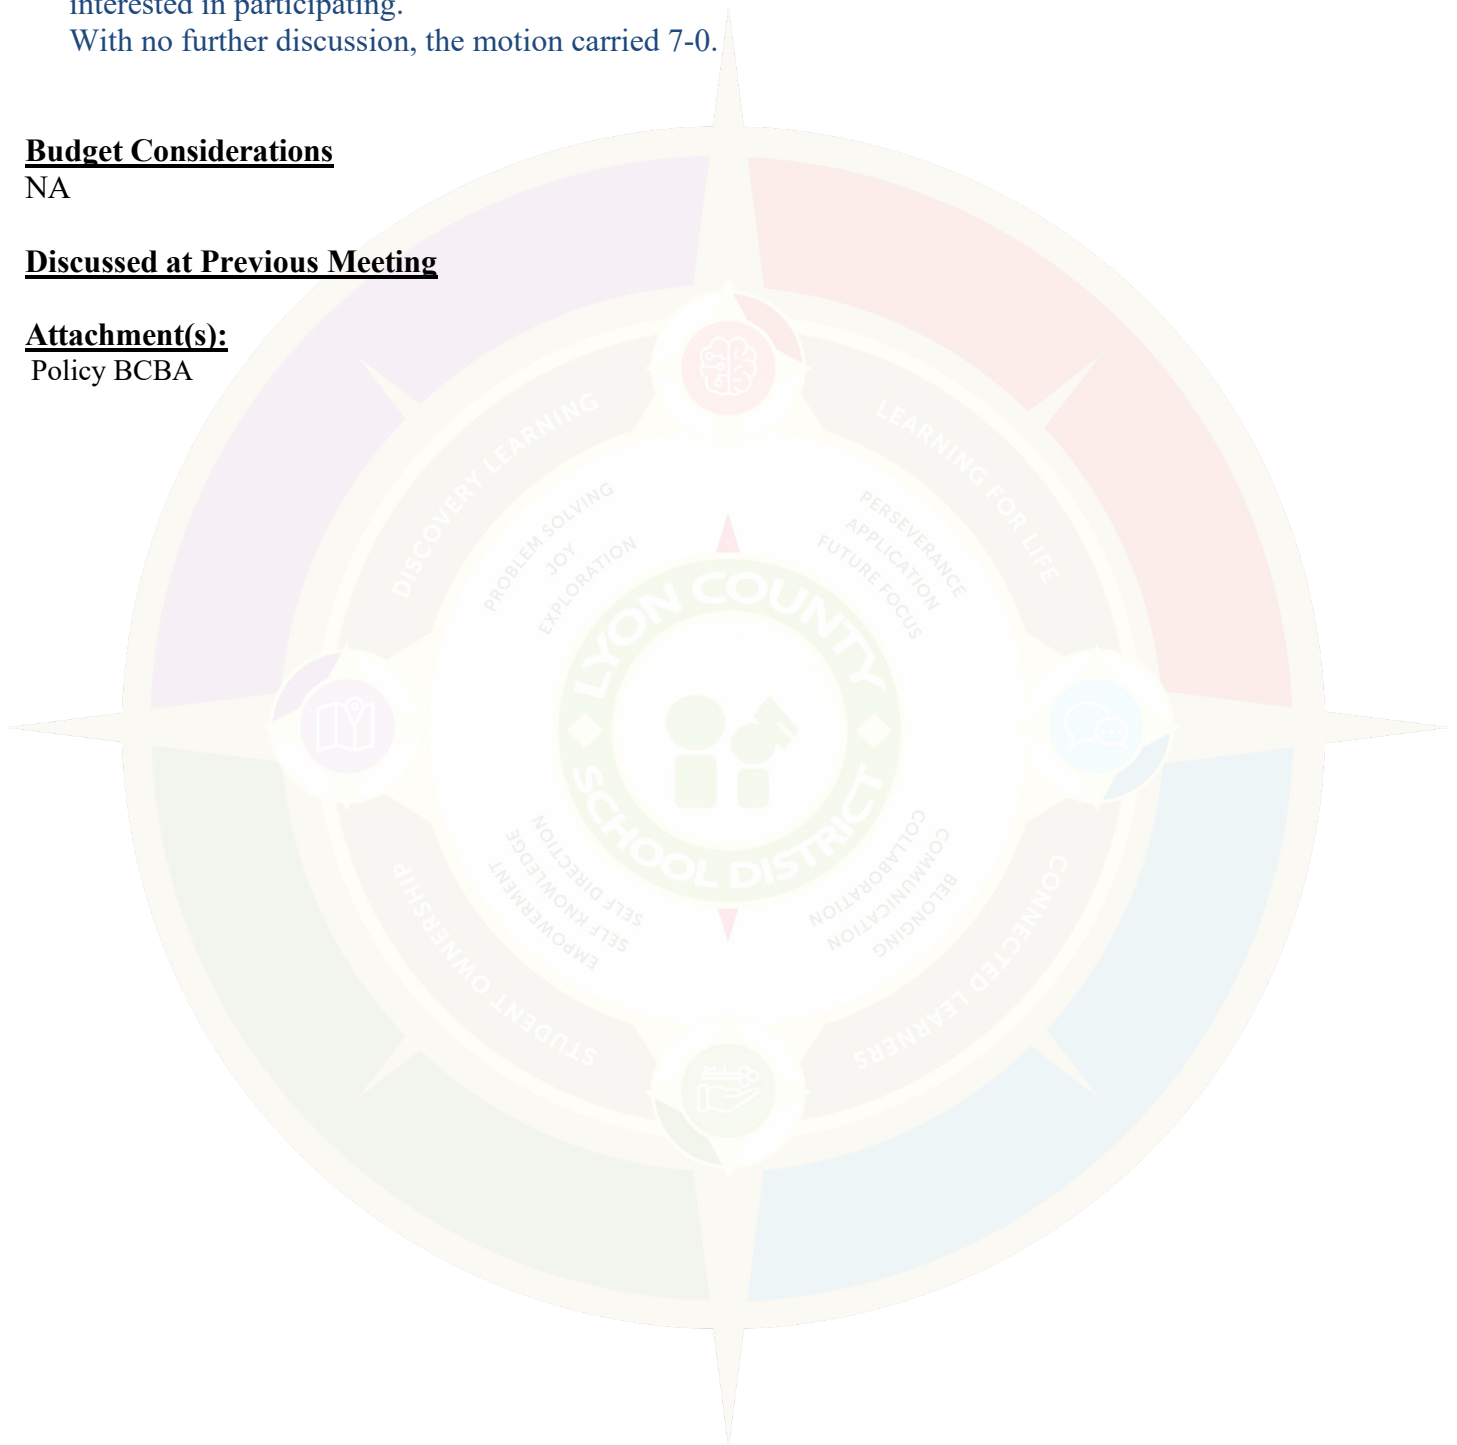 interested in participating.
With no further discussion, the motion carried 7-0.
Budget Considerations
NA
Discussed at Previous Meeting
Attachment(s):
Policy BCBA
DISCOVERY LEARNING
LEARNING FOR LIFE
PROBLEM SOLVING
JOY
EXPLORATION
PERSEVERANCE
APPLICATION
FUTURE FOCUS
LYON COUNTY
SCHOOL DISTRICT
SELF DIRECTION
SELF KNOWLEDGE
EMPOWERMENT
COLLABORATION
COMMUNICATION
BELONGING
STUDENT OWNERSHIP
CONNECTED LEARNERS